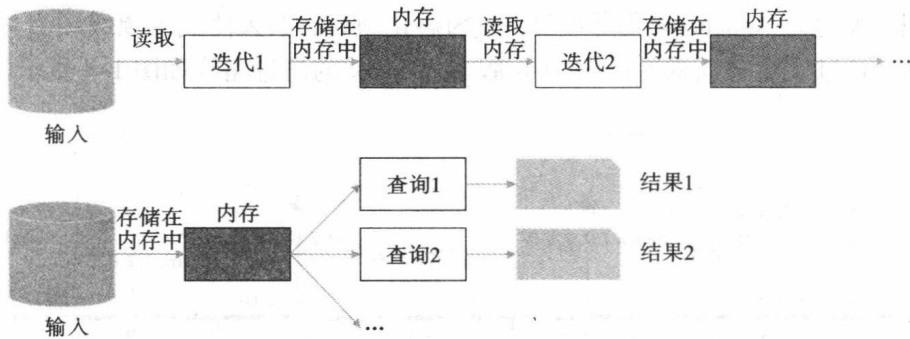 读取
迭代1
存储在
内存中
内存
读取
内存
迭代2
存储在
内存中
内存
...
输入
存储在
内存中
内存
查询1
结果1
查询2
结果2
...
输入